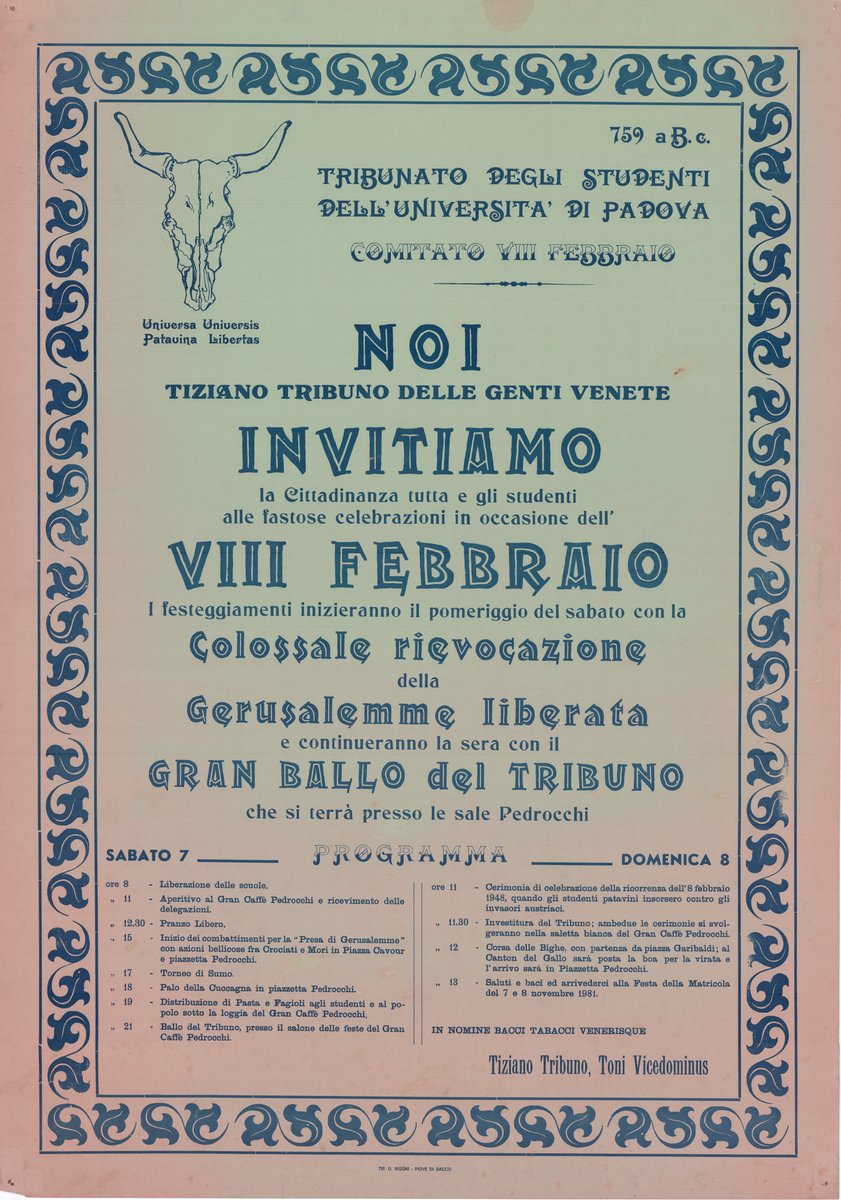 759 a B. c.
TRIBUNATO DEGLI STUDENTI
DELL'UNIVERSITA' DI PADOVA
COMITATO VIII FEBBRAIO
Universa Universis
Patavina Libertas
NOI
TIZIANO TRIBUNO DELLE GENTI VENETE
INVITIAMO
la Cittadinanza tutta e gli studenti
alle fastose celebrazioni in occasione dell'
VIII FEBBRAIO
I festeggiamenti inizieranno il pomeriggio del sabato con la
Colossale rievocazione
della
Gerusalemme liberata
e continueranno la sera con il
GRAN BALLO del TRIBUNO
che si terrà presso le sale Pedrocchi
SABATO 7 PROGRAMMA DOMENICA 8
ore 8 - Liberazione delle scuole.
„ 11 - Aperitivo al Gran Caffè Pedrocchi e ricevimento delle
delegazioni.
„ 12.30 - Pranzo Libero.
„ 15 - Inizio dei combattimenti per la "Presa di Gerusalemme"
con azioni bellicose fra Crociati e Mori in Piazza Cavour
e piazzetta Pedrocchi.
„ 17 - Torneo di Sumo.
„ 18 - Palo della Cuccagna in piazzetta Pedrocchi.
„ 19 - Distribuzione di Pasta e Fagioli agli studenti e al po-
polo sotto la loggia del Gran Caffè Pedrocchi.
„ 21 - Ballo del Tribuno, presso il salone delle feste del Gran
Caffè Pedrocchi.
ore 11 - Cerimonia di celebrazione della ricorrenza dell'8 febbraio
1948, quando gli studenti patavini insorsero contro gli
invasori austriaci.
„ 11.30 - Investitura del Tribuno; ambedue le cerimonie si svol-
geranno nella saletta bianca del Gran Caffè Pedrocchi.
„ 12 - Corsa delle Bighe, con partenza da piazza Garibaldi; al
Canton del Gallo sarà posta la boa per la virata e
l'arrivo sarà in Piazzetta Pedrocchi.
„ 13 - Saluti e baci ed arrivederci alla Festa della Matricola
del 7 e 8 novembre 1981.
IN NOMINE BACCI TABACCI VENERISQUE
Tiziano Tribuno, Toni Vicedominus
TIP. U. RIGONI - PIOVE DI SACCO